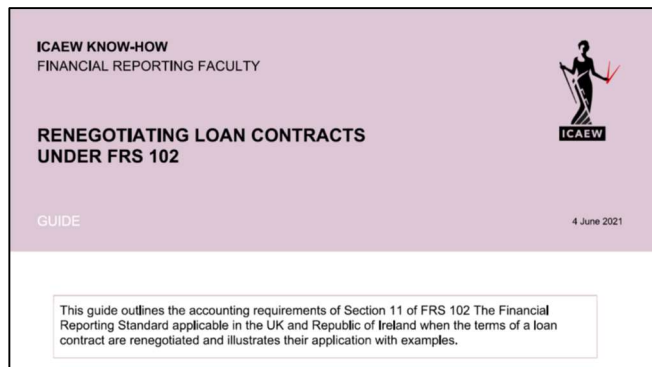 ICAEW KNOW-HOW
FINANCIAL REPORTING FACULTY
ICAEW
RENEGOTIATING LOAN CONTRACTS
UNDER FRS 102
GUIDE
4 June 2021
This guide outlines the accounting requirements of Section 11 of FRS 102 The Financial
Reporting Standard applicable in the UK and Republic of Ireland when the terms of a loan
contract are renegotiated and illustrates their application with examples.